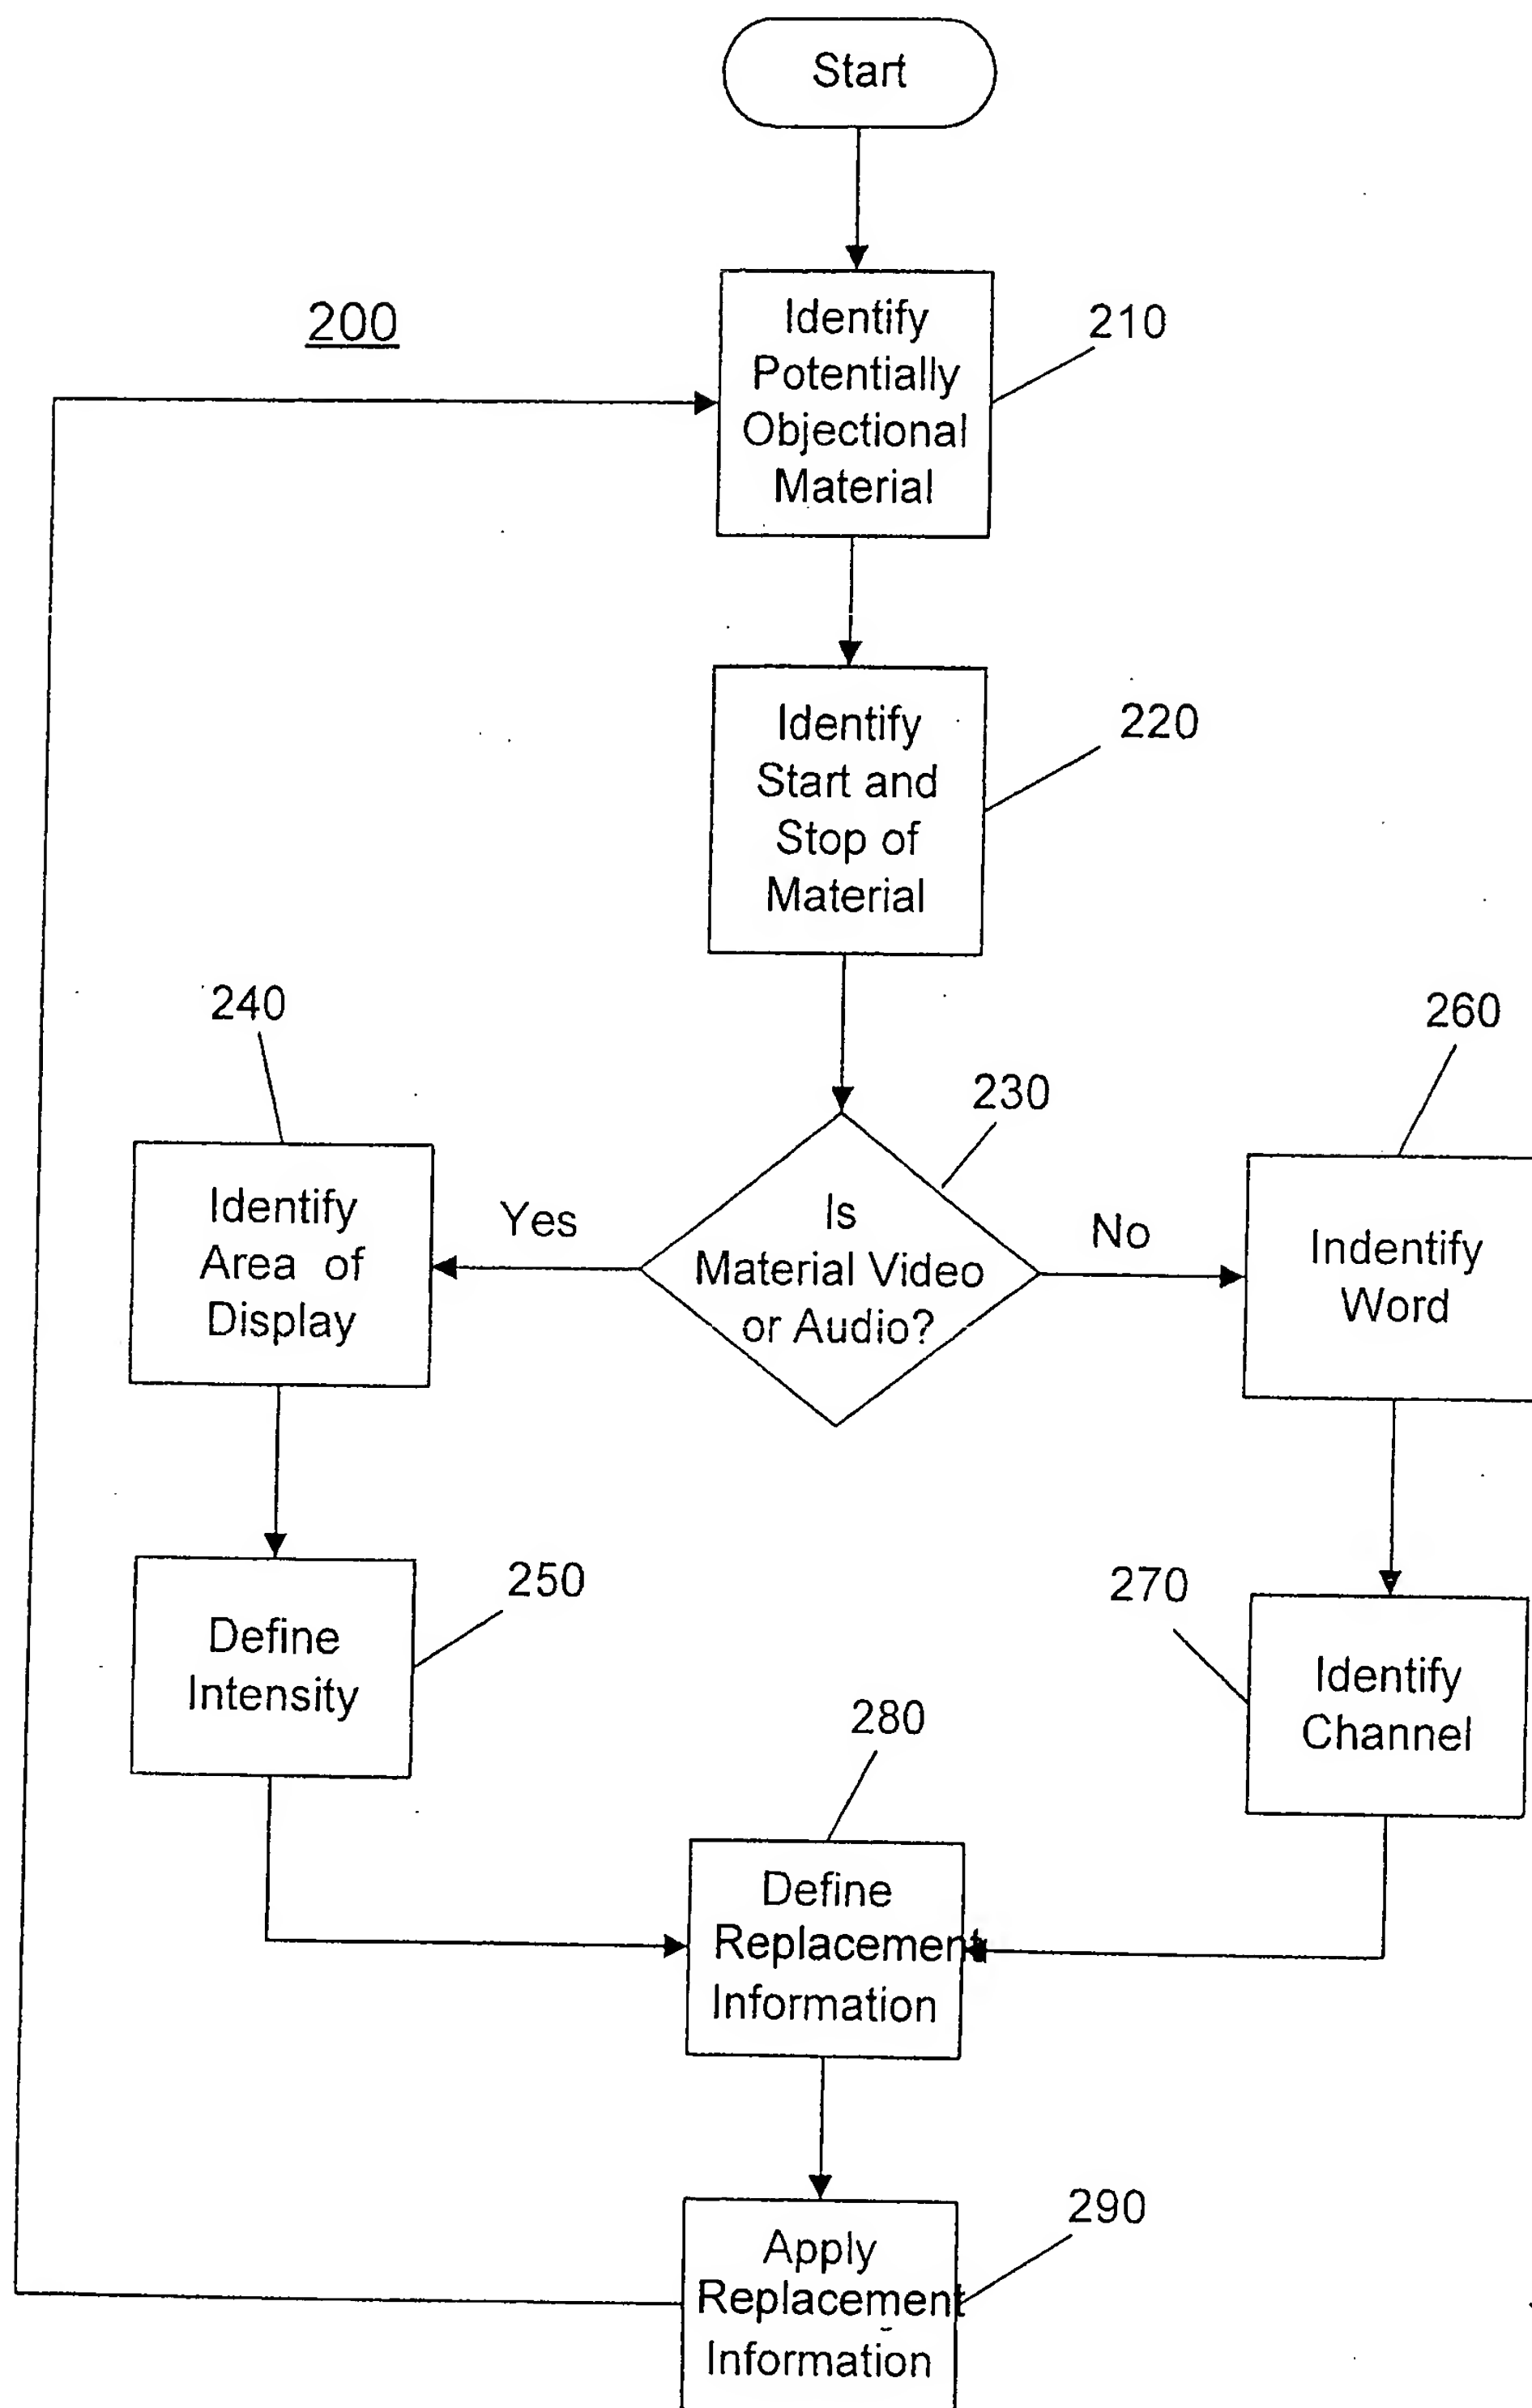 Start
200
Identify
Potentially
Objectional
Material
210
Identify
Start and
Stop of
Material
220
240
230
260
Identify
Area of
Display
Yes
Is
Material Video
or Audio?
No
Indentify
Word
250
Define
Intensity
270
Identify
Channel
280
Define
Replacement
Information
290
Apply
Replacement
Information